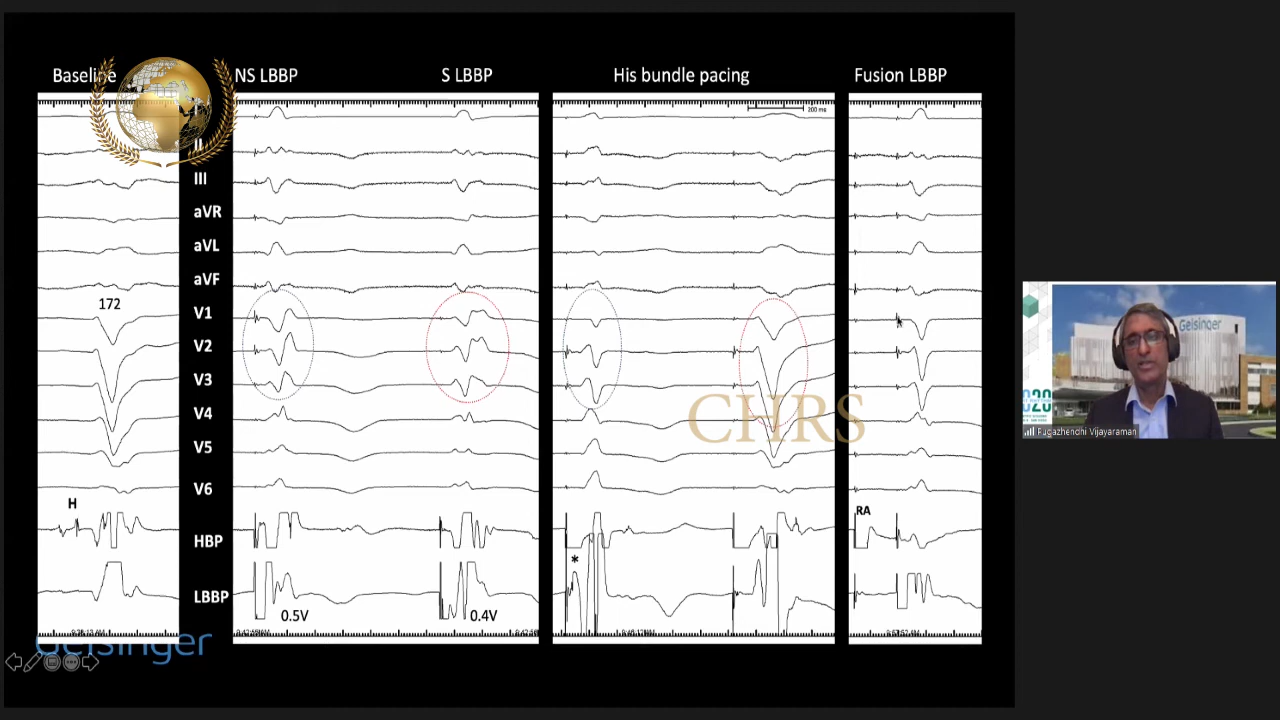 Baseline
NS LBBP
S LBBP
His bundle pacing
Fusion LBBP
200 ms
II
III
aVR
aVL
aVF
172
V1
V2
V3
V4
V5
V6
H
HBP
LBBP
*
RA
0.5V
0.4V
CHRS
Geisinger
Geisinger
Pugazhendhi Vijayaraman